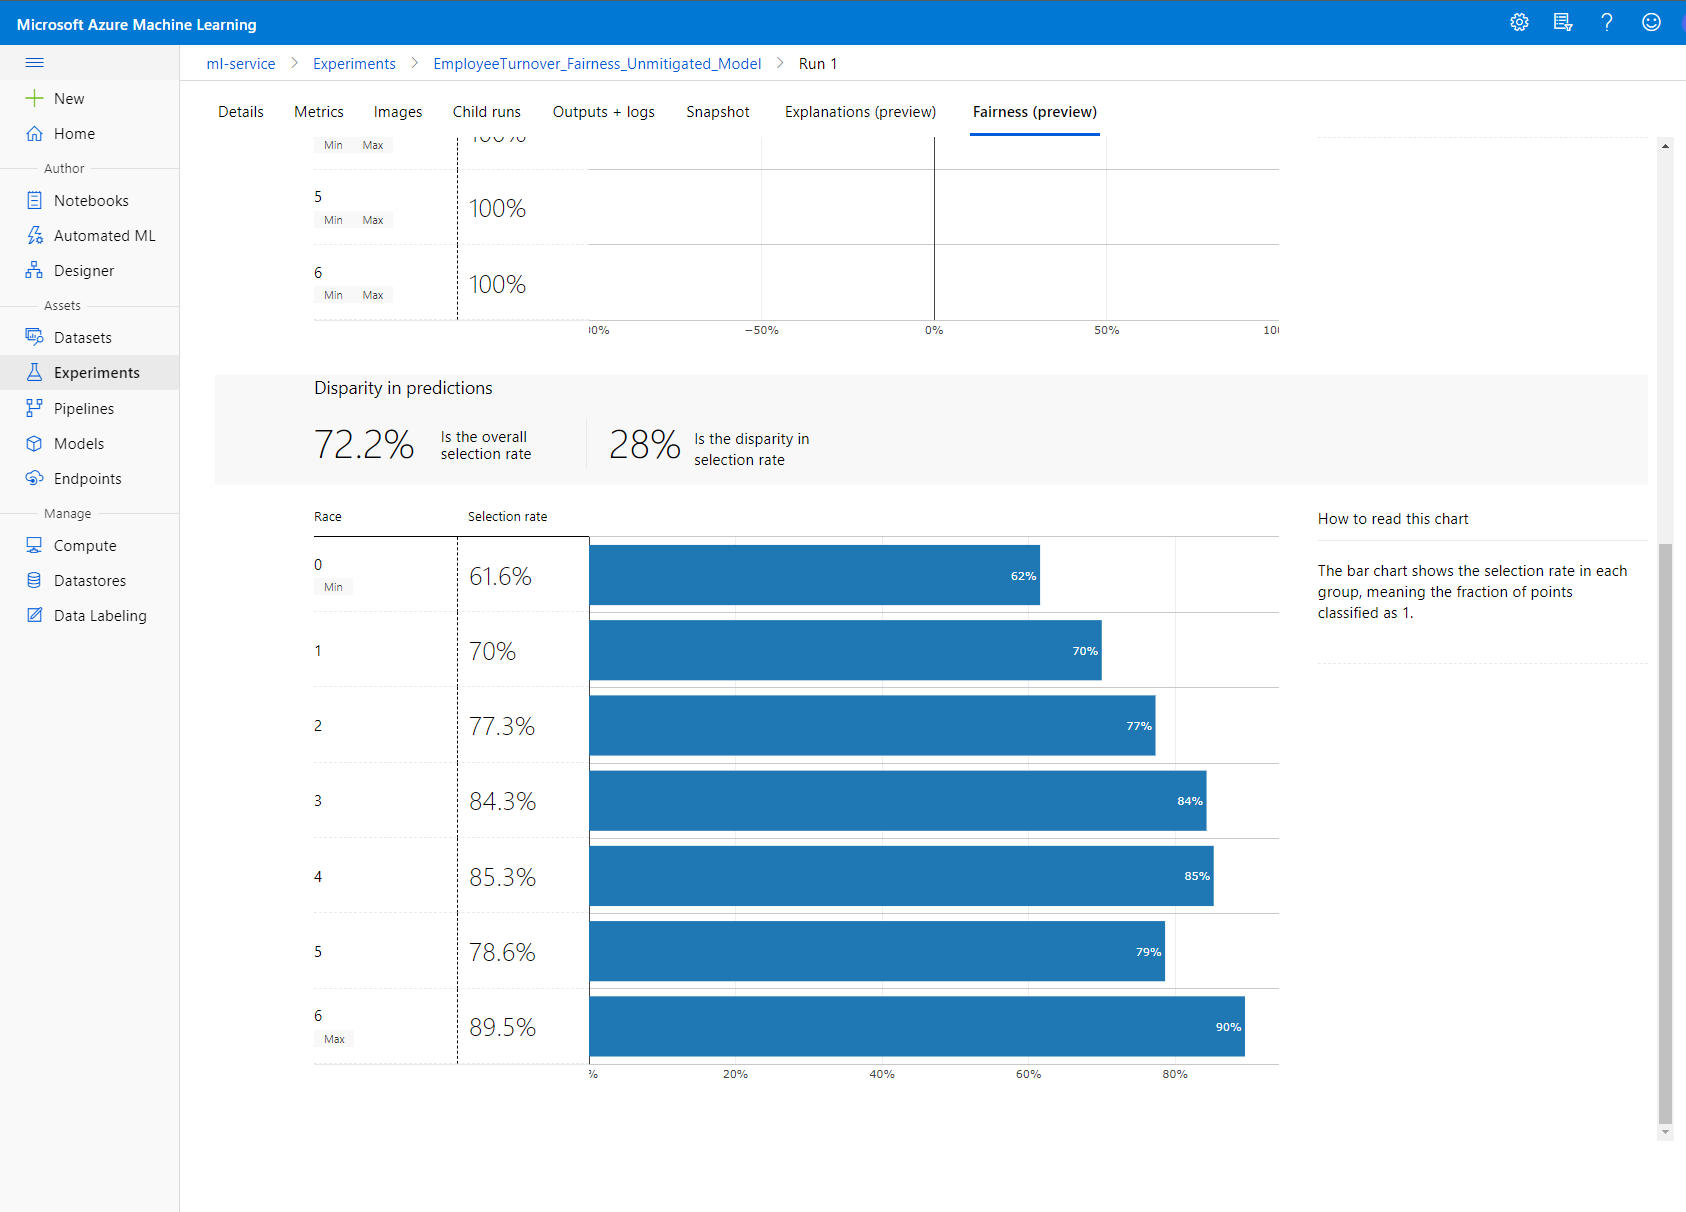 Microsoft Azure Machine Learning
ml-service > Experiments > EmployeeTurnover_Fairness_Unmitigated_Model > Run 1
New
Home
Author
Notebooks
Automated ML
Designer
Assets
Datasets
Experiments
Pipelines
Models
Endpoints
Manage
Compute
Datastores
Data Labeling
Details Metrics Images Child runs Outputs + logs Snapshot Explanations (preview) Fairness (preview)
100%
Min Max
5
100%
Min Max
6
100%
Min Max
−50% 0% 50%
Disparity in predictions
72.2%
Is the overall
selection rate
28%
Is the disparity in
selection rate
Race Selection rate
0
Min
61.6% 62%
1 70% 70%
2 77.3% 77%
3 84.3% 84%
4 85.3% 85%
5 78.6% 79%
6
Max
89.5% 90%
% 20% 40% 60% 80%
How to read this chart
The bar chart shows the selection rate in each
group, meaning the fraction of points
classified as 1.